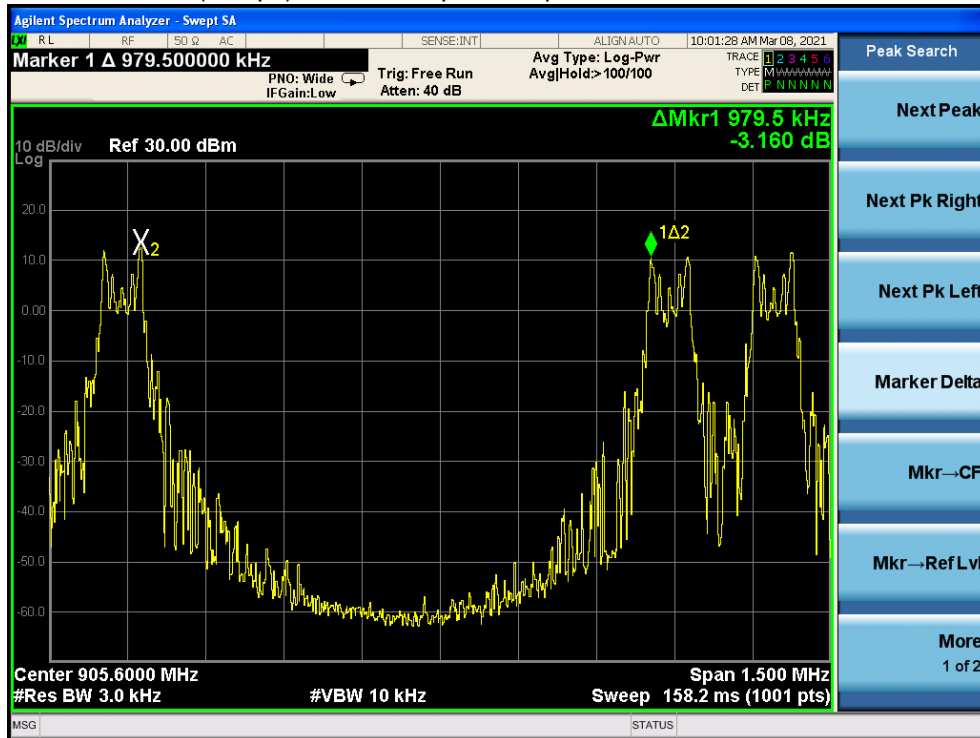 Agilent Spectrum Analyzer - Swept SA
LXI RL RF 50 Ω AC SENSE:INT ALIGN AUTO 10:01:28 AM Mar 08, 2021
Marker 1 Δ 979.500000 kHz
PNO: Wide
IFGain:Low
Trig: Free Run
Atten: 40 dB
Avg Type: Log-Pwr
Avg|Hold:>100/100
TRACE 1 2 3 4 5 6
TYPE M
DET P N N N N N
ΔMkr1 979.5 kHz
-3.160 dB
10 dB/div Ref 30.00 dBm
Log
20.0
10.0
0.00
-10.0
-20.0
-30.0
-40.0
-50.0
-60.0
X2
1Δ2
Center 905.6000 MHz Span 1.500 MHz
#Res BW 3.0 kHz #VBW 10 kHz Sweep 158.2 ms (1001 pts)
MSG STATUS
Peak Search
Next Peak
Next Pk Right
Next Pk Left
Marker Delta
Mkr→CF
Mkr→Ref Lvl
More
1 of 2